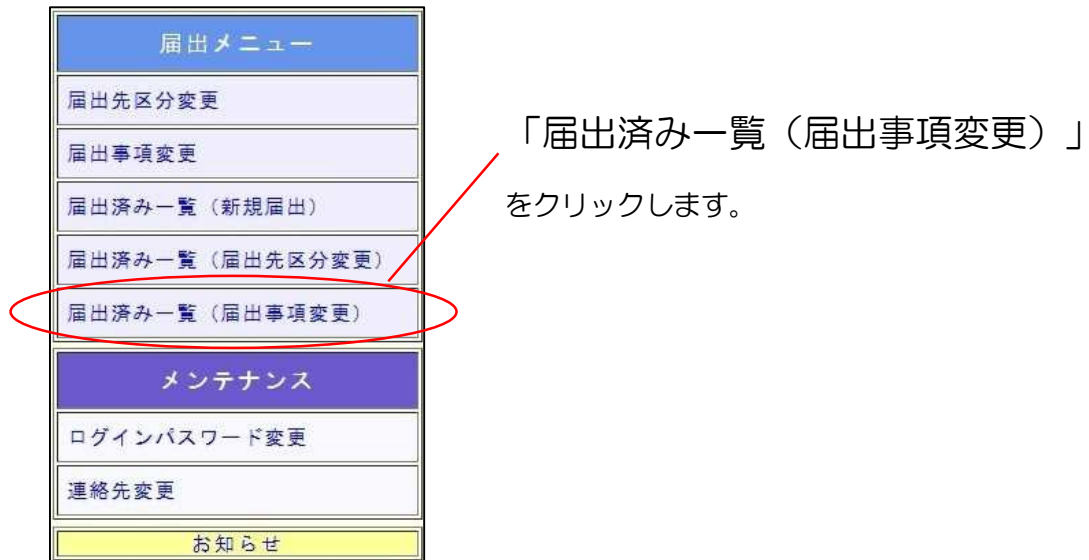 届出メニュー
届出先区分変更
届出事項変更
届出済み一覧（新規届出）
届出済み一覧（届出先区分変更）
届出済み一覧（届出事項変更）
メンテナンス
ログインパスワード変更
連絡先変更
お知らせ
「届出済み一覧（届出事項変更）」
をクリックします。